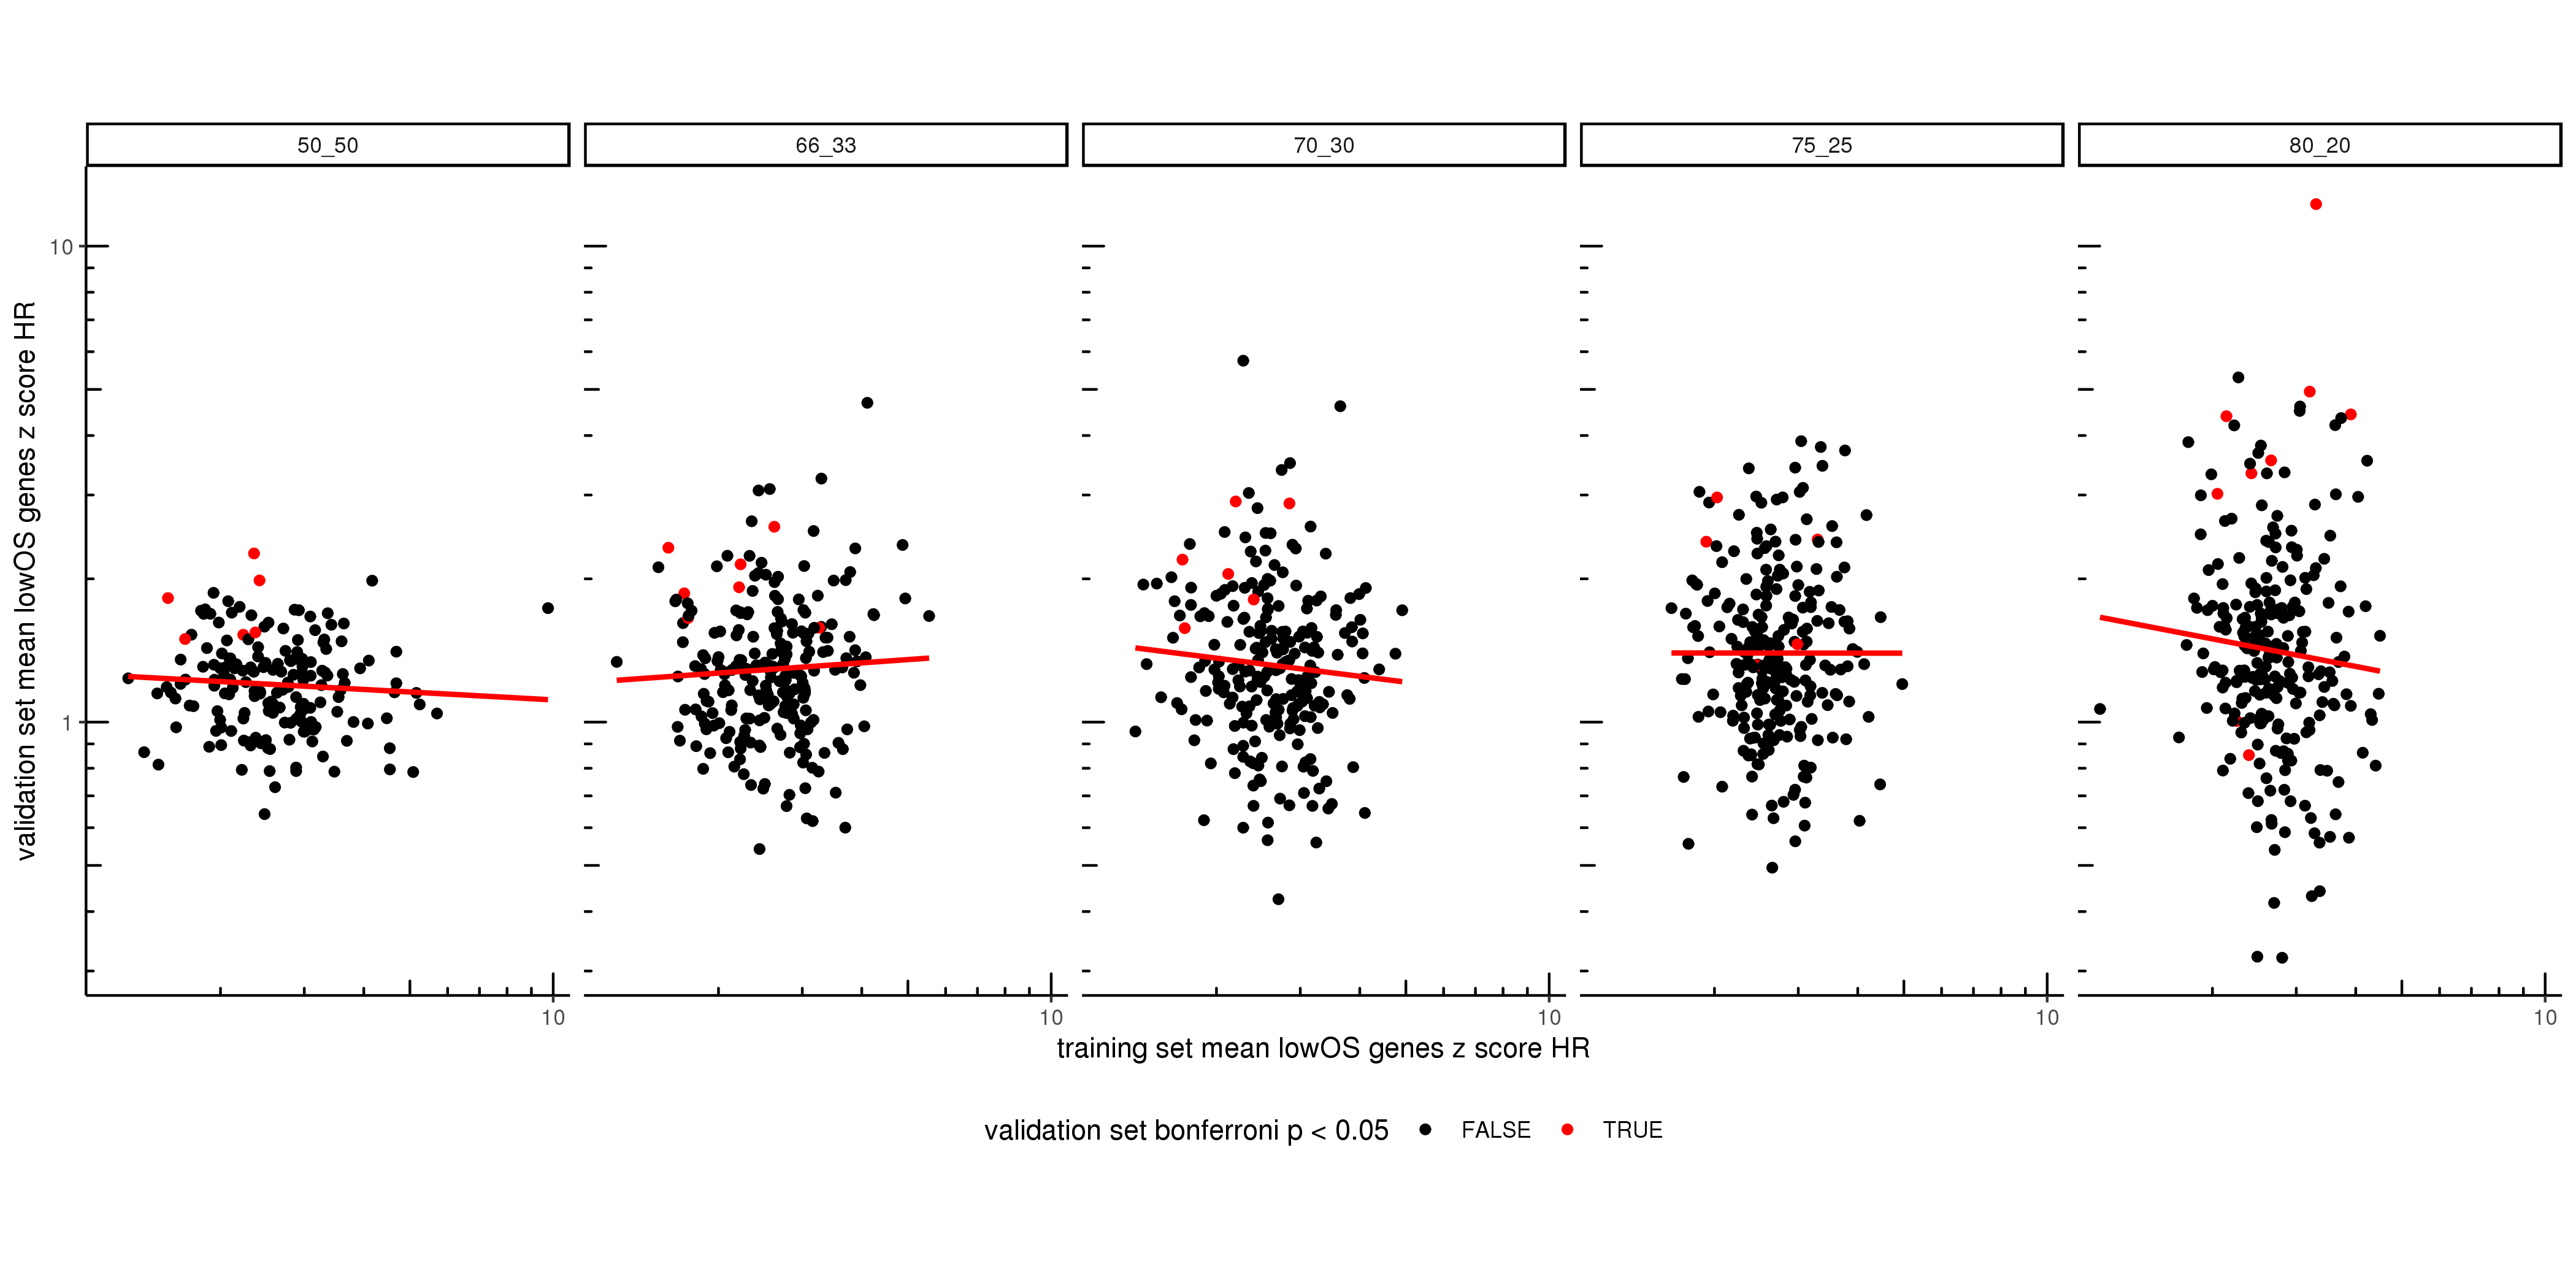 50_50 66_33 70_30 75_25 80_20
10
validation set mean lowOS genes z score HR
1
10 10 10 10 10
training set mean lowOS genes z score HR
validation set bonferroni p < 0.05 FALSE TRUE